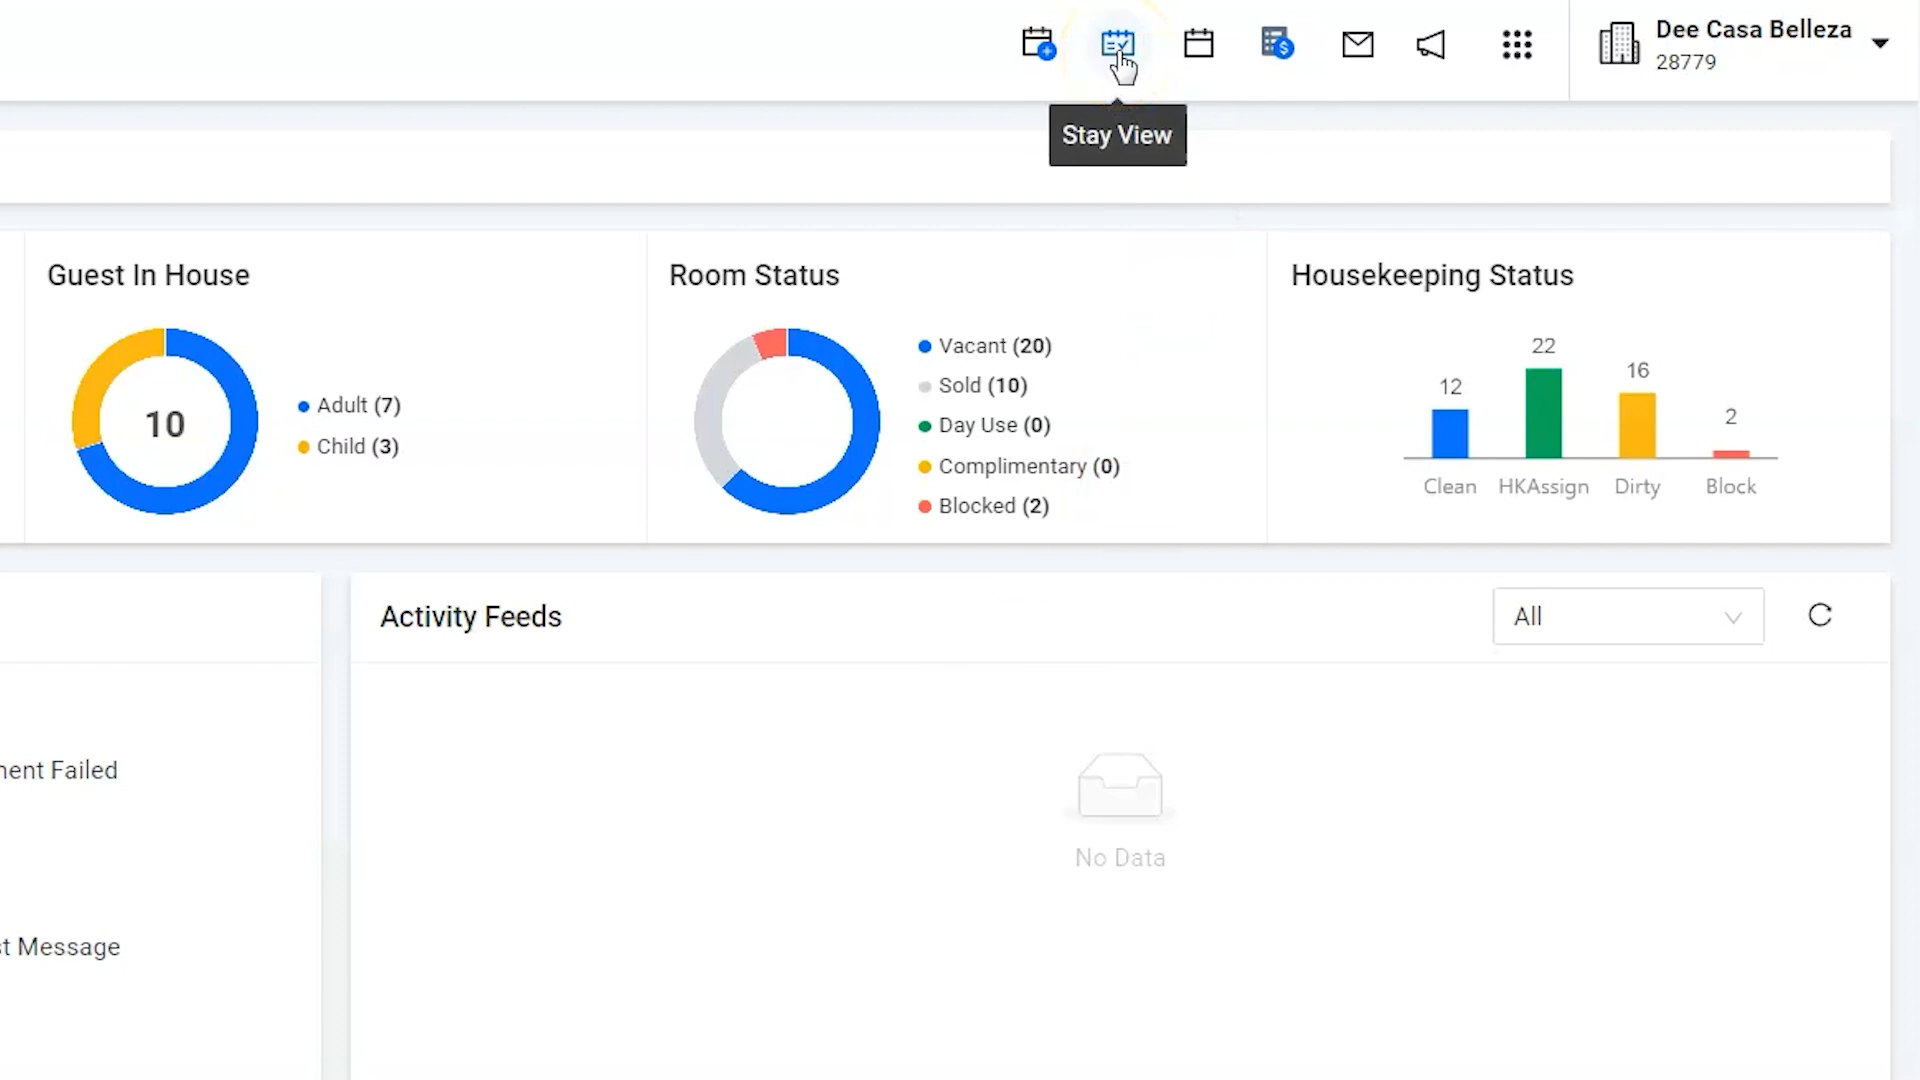 Dee Casa Belleza
28779
Stay View
Guest In House
10
Adult (7)
Child (3)
Room Status
Vacant (20)
Sold (10)
Day Use (0)
Complimentary (0)
Blocked (2)
Housekeeping Status
12
22
16
2
Clean
HKAssign
Dirty
Block
Activity Feeds
All
No Data
nent Failed
st Message
$